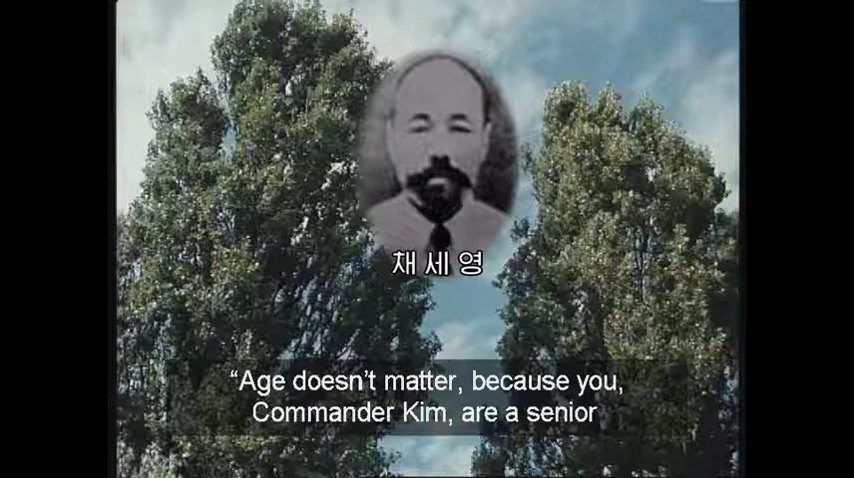 채세영
“Age doesn't matter, because you,
Commander Kim, are a senior